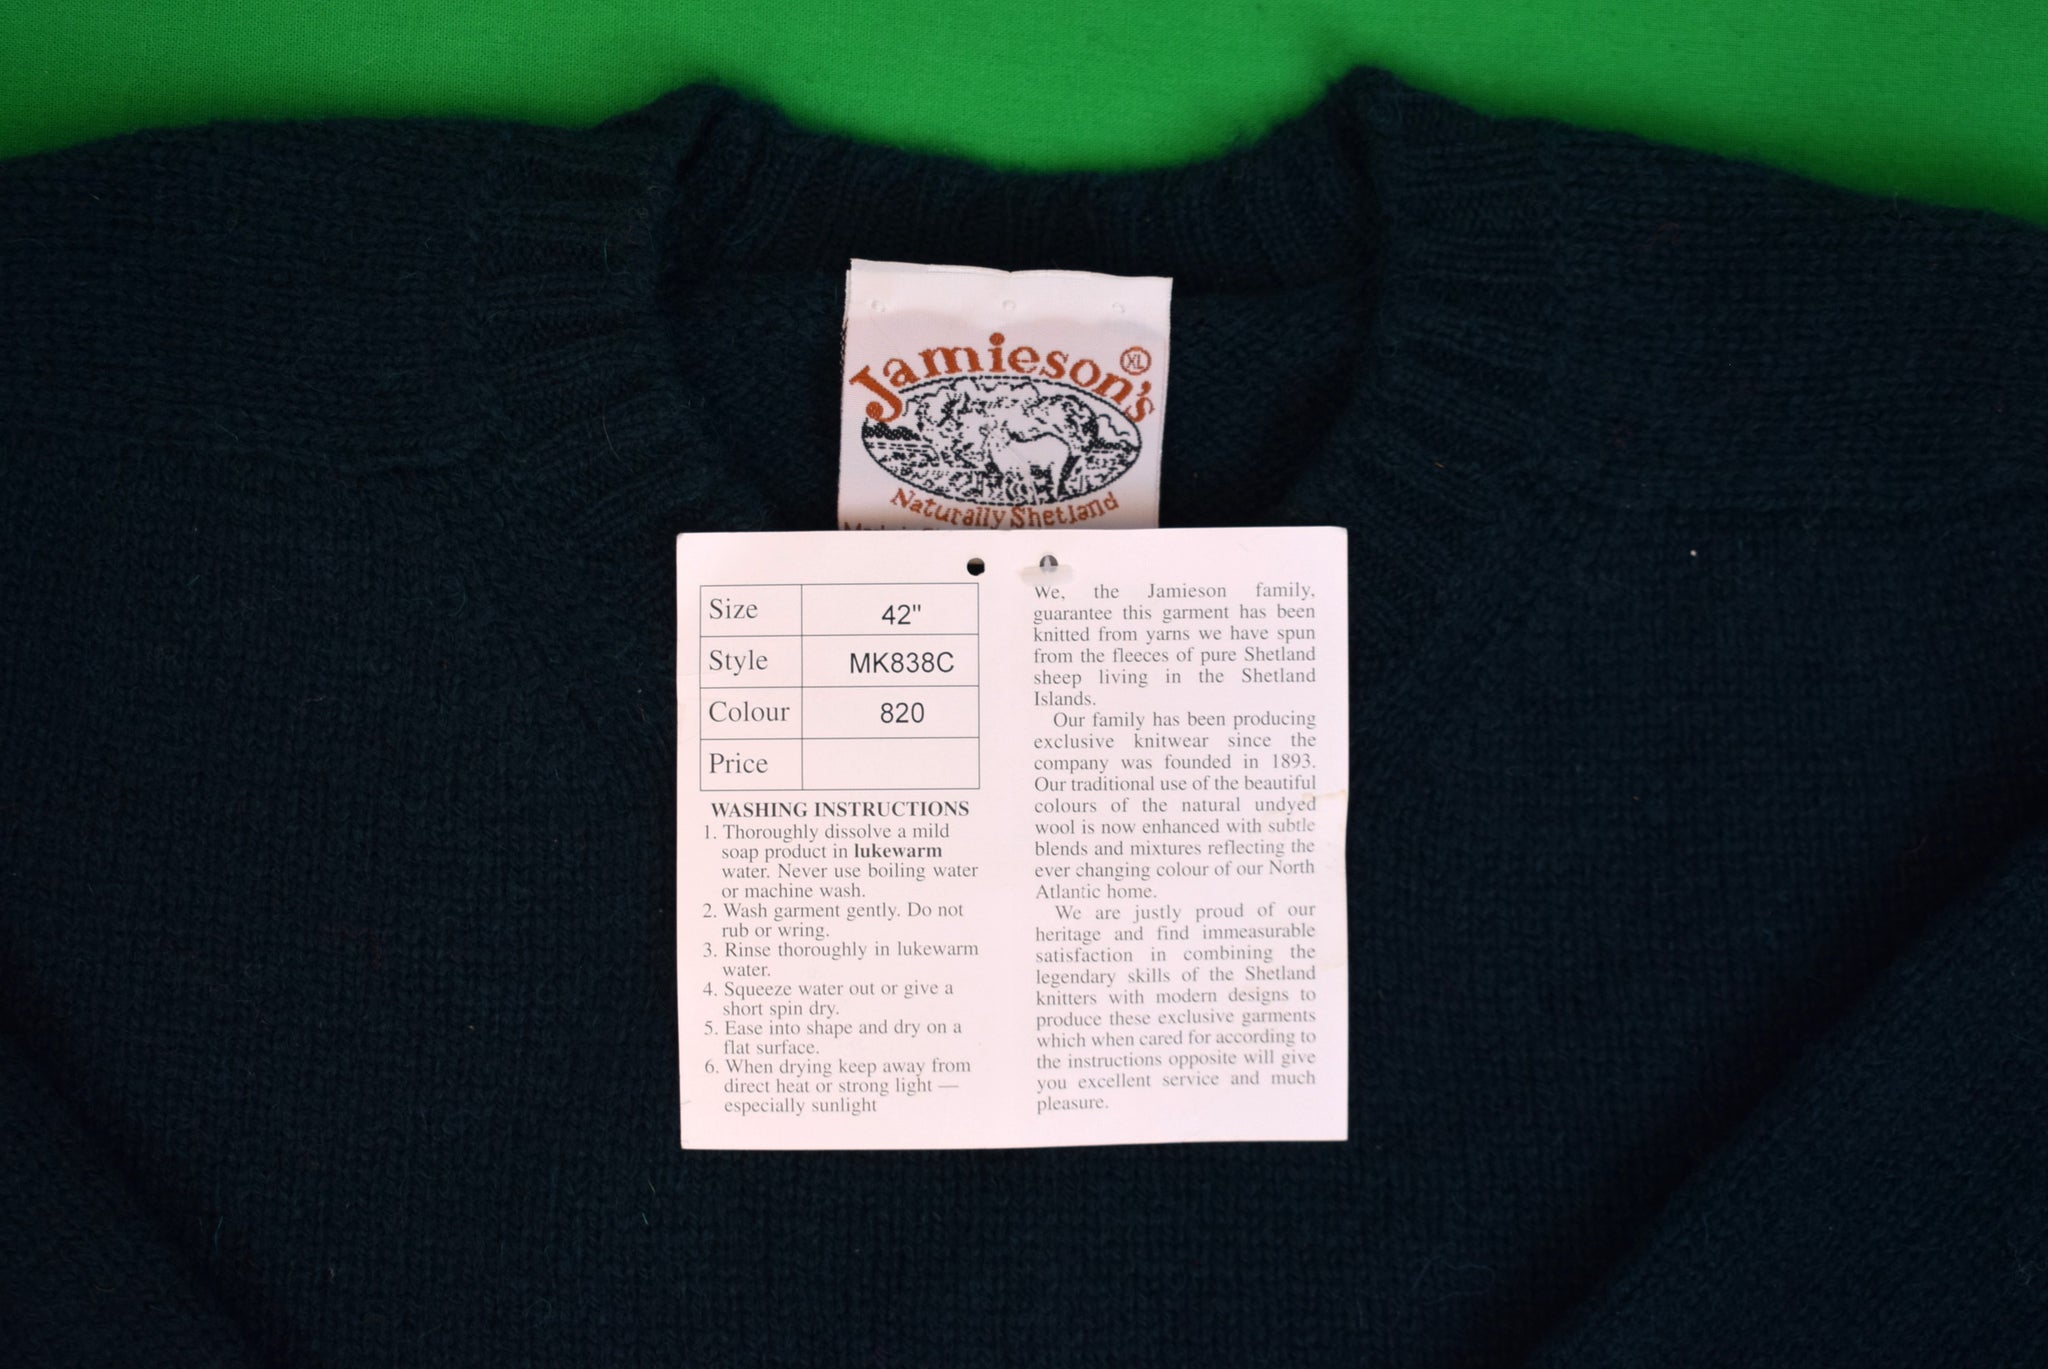 Jamieson's
XL
Naturally Shetland
Size 42"
Style MK838C
Colour 820
Price
WASHING INSTRUCTIONS
1. Thoroughly dissolve a mild
soap product in lukewarm
water. Never use boiling water
or machine wash.
2. Wash garment gently. Do not
rub or wring.
3. Rinse thoroughly in lukewarm
water.
4. Squeeze water out or give a
short spin dry.
5. Ease into shape and dry on a
flat surface.
6. When drying keep away from
direct heat or strong light —
especially sunlight
We, the Jamieson family,
guarantee this garment has been
knitted from yarns we have spun
from the fleeces of pure Shetland
sheep living in the Shetland
Islands.
Our family has been producing
exclusive knitwear since the
company was founded in 1893.
Our traditional use of the beautiful
colours of the natural undyed
wool is now enhanced with subtle
blends and mixtures reflecting the
ever changing colour of our North
Atlantic home.
We are justly proud of our
heritage and find immeasurable
satisfaction in combining the
legendary skills of the Shetland
knitters with modern designs to
produce these exclusive garments
which when cared for according to
the instructions opposite will give
you excellent service and much
pleasure.